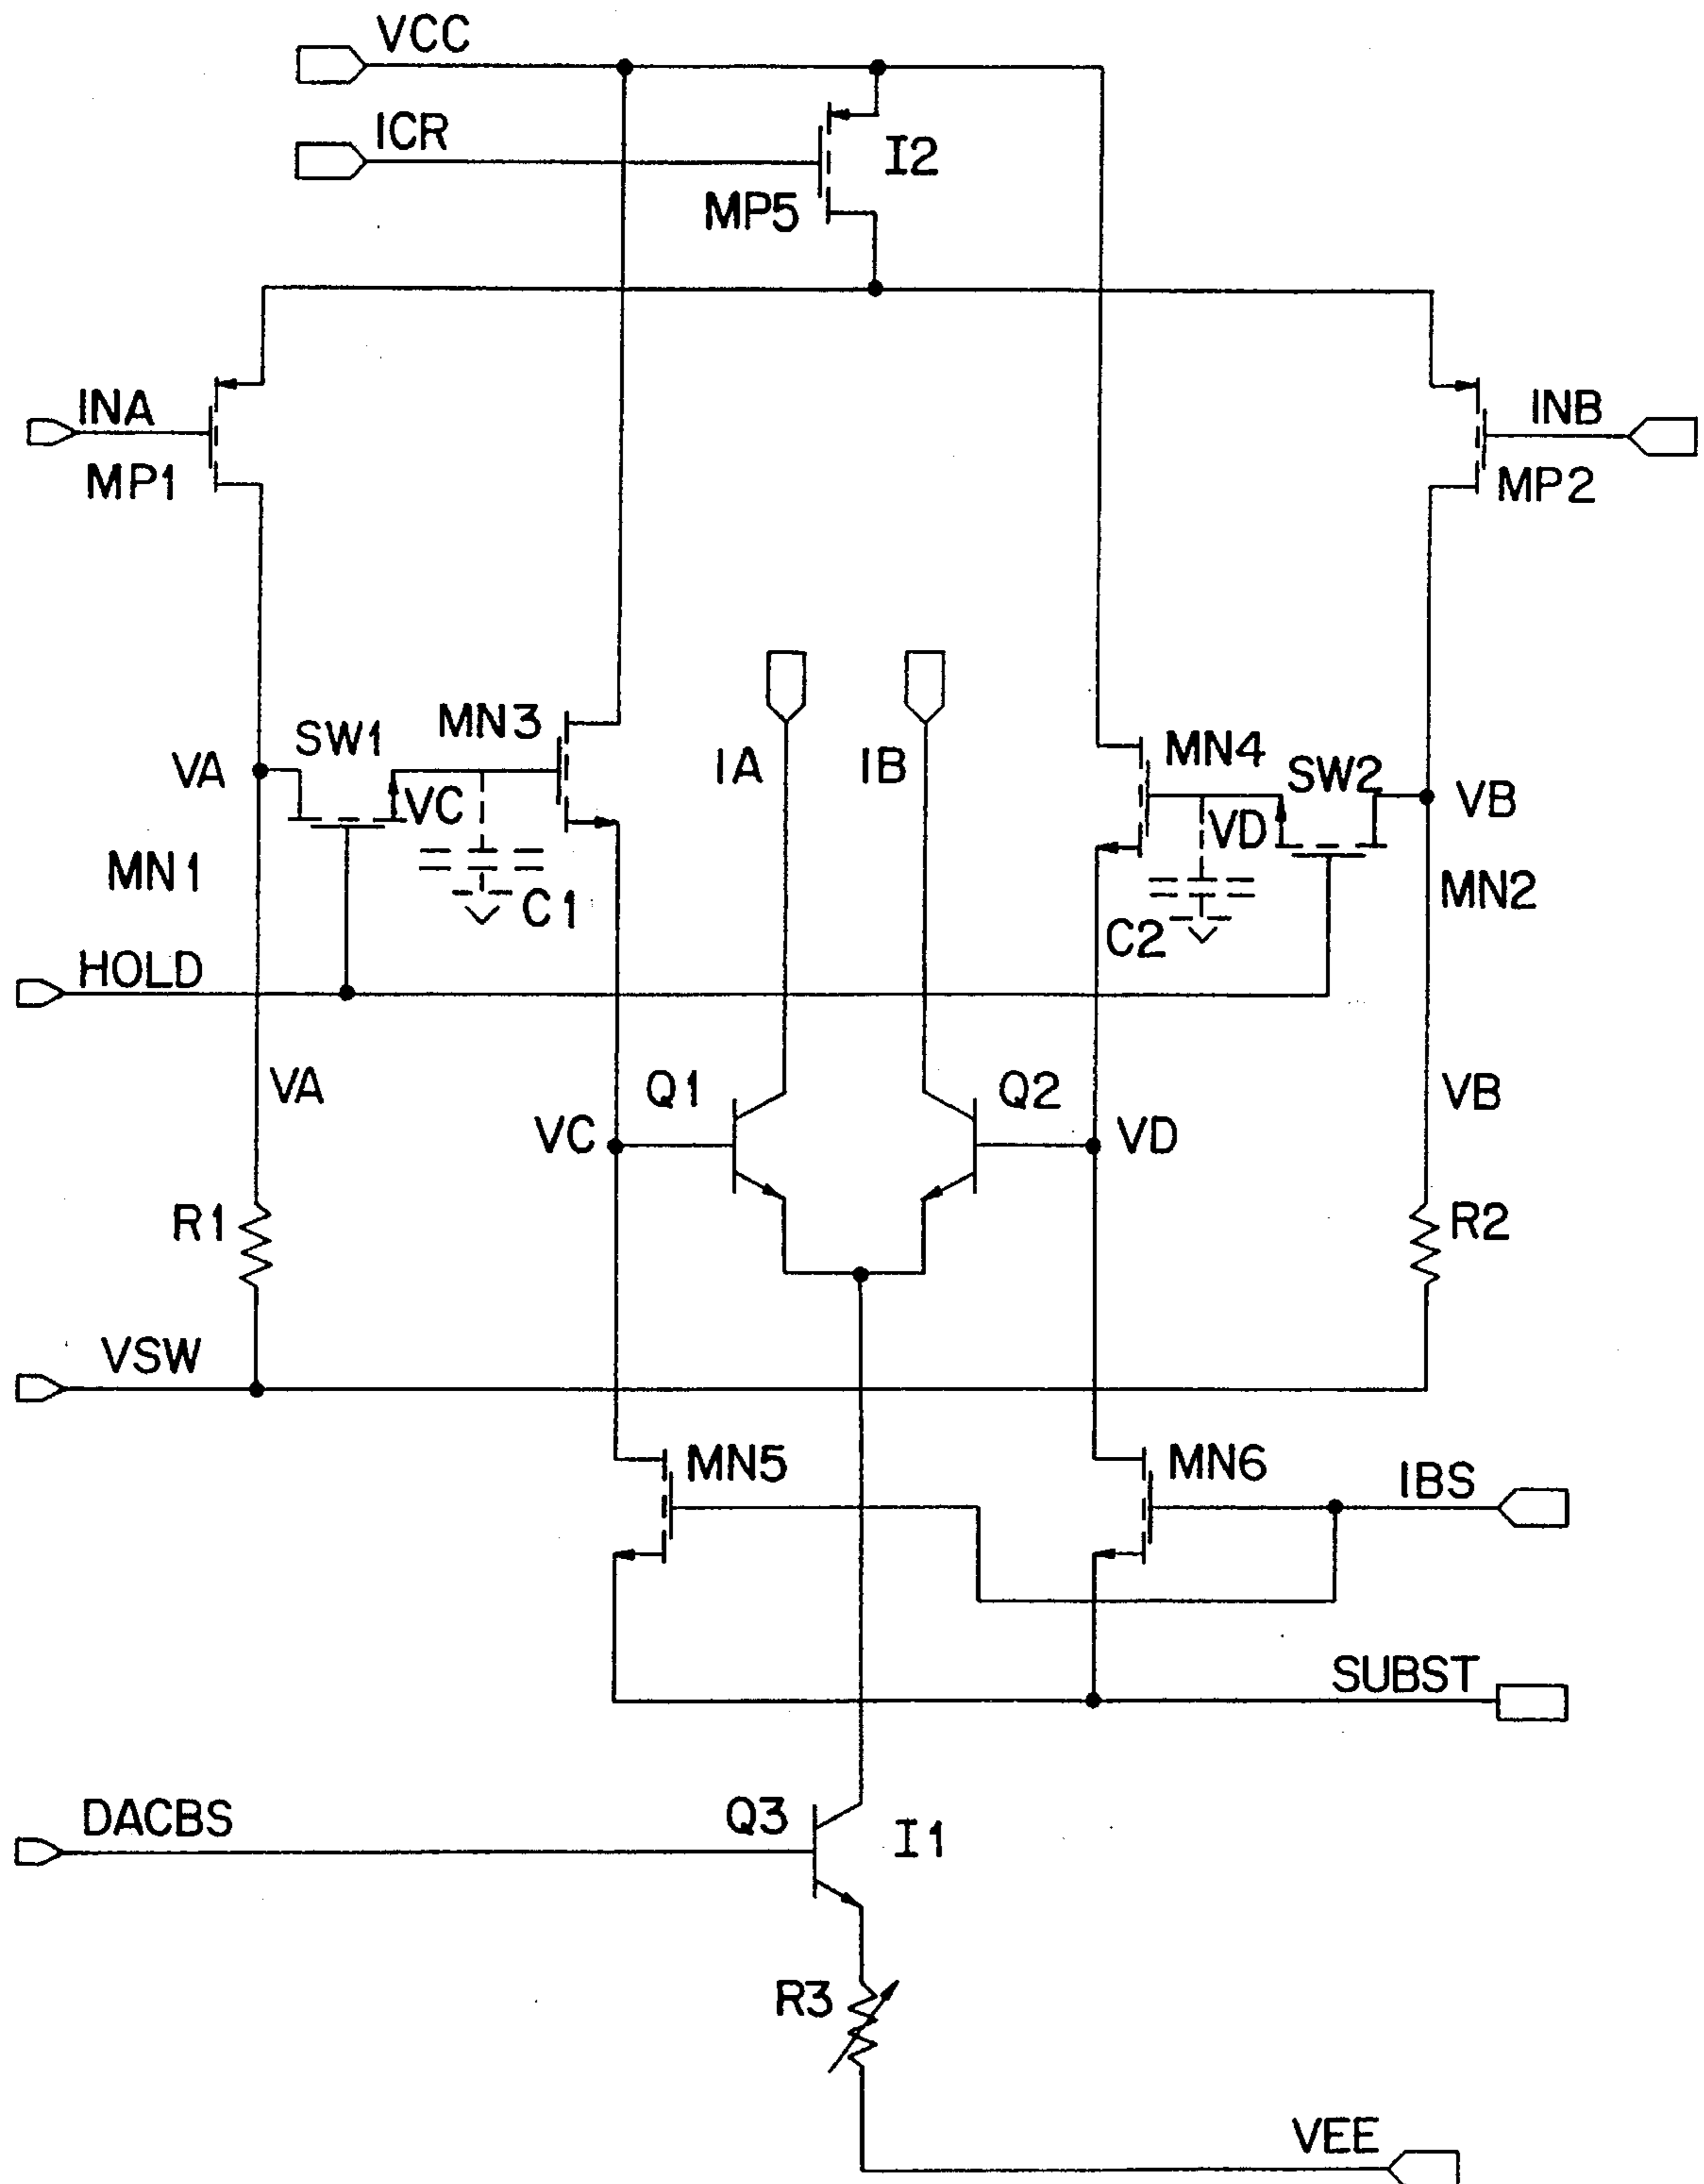 VCC
ICR
I2
MP5
INA
INB
MP1
MP2
MN3
SW1
IA
IB
MN4
SW2
VA
VC
VD
VB
MN1
C1
C2
MN2
HOLD
VA
Q1
Q2
VB
VC
VD
R1
R2
VSW
MN5
MN6
IBS
SUBST
DACBS
Q3
I1
R3
VEE